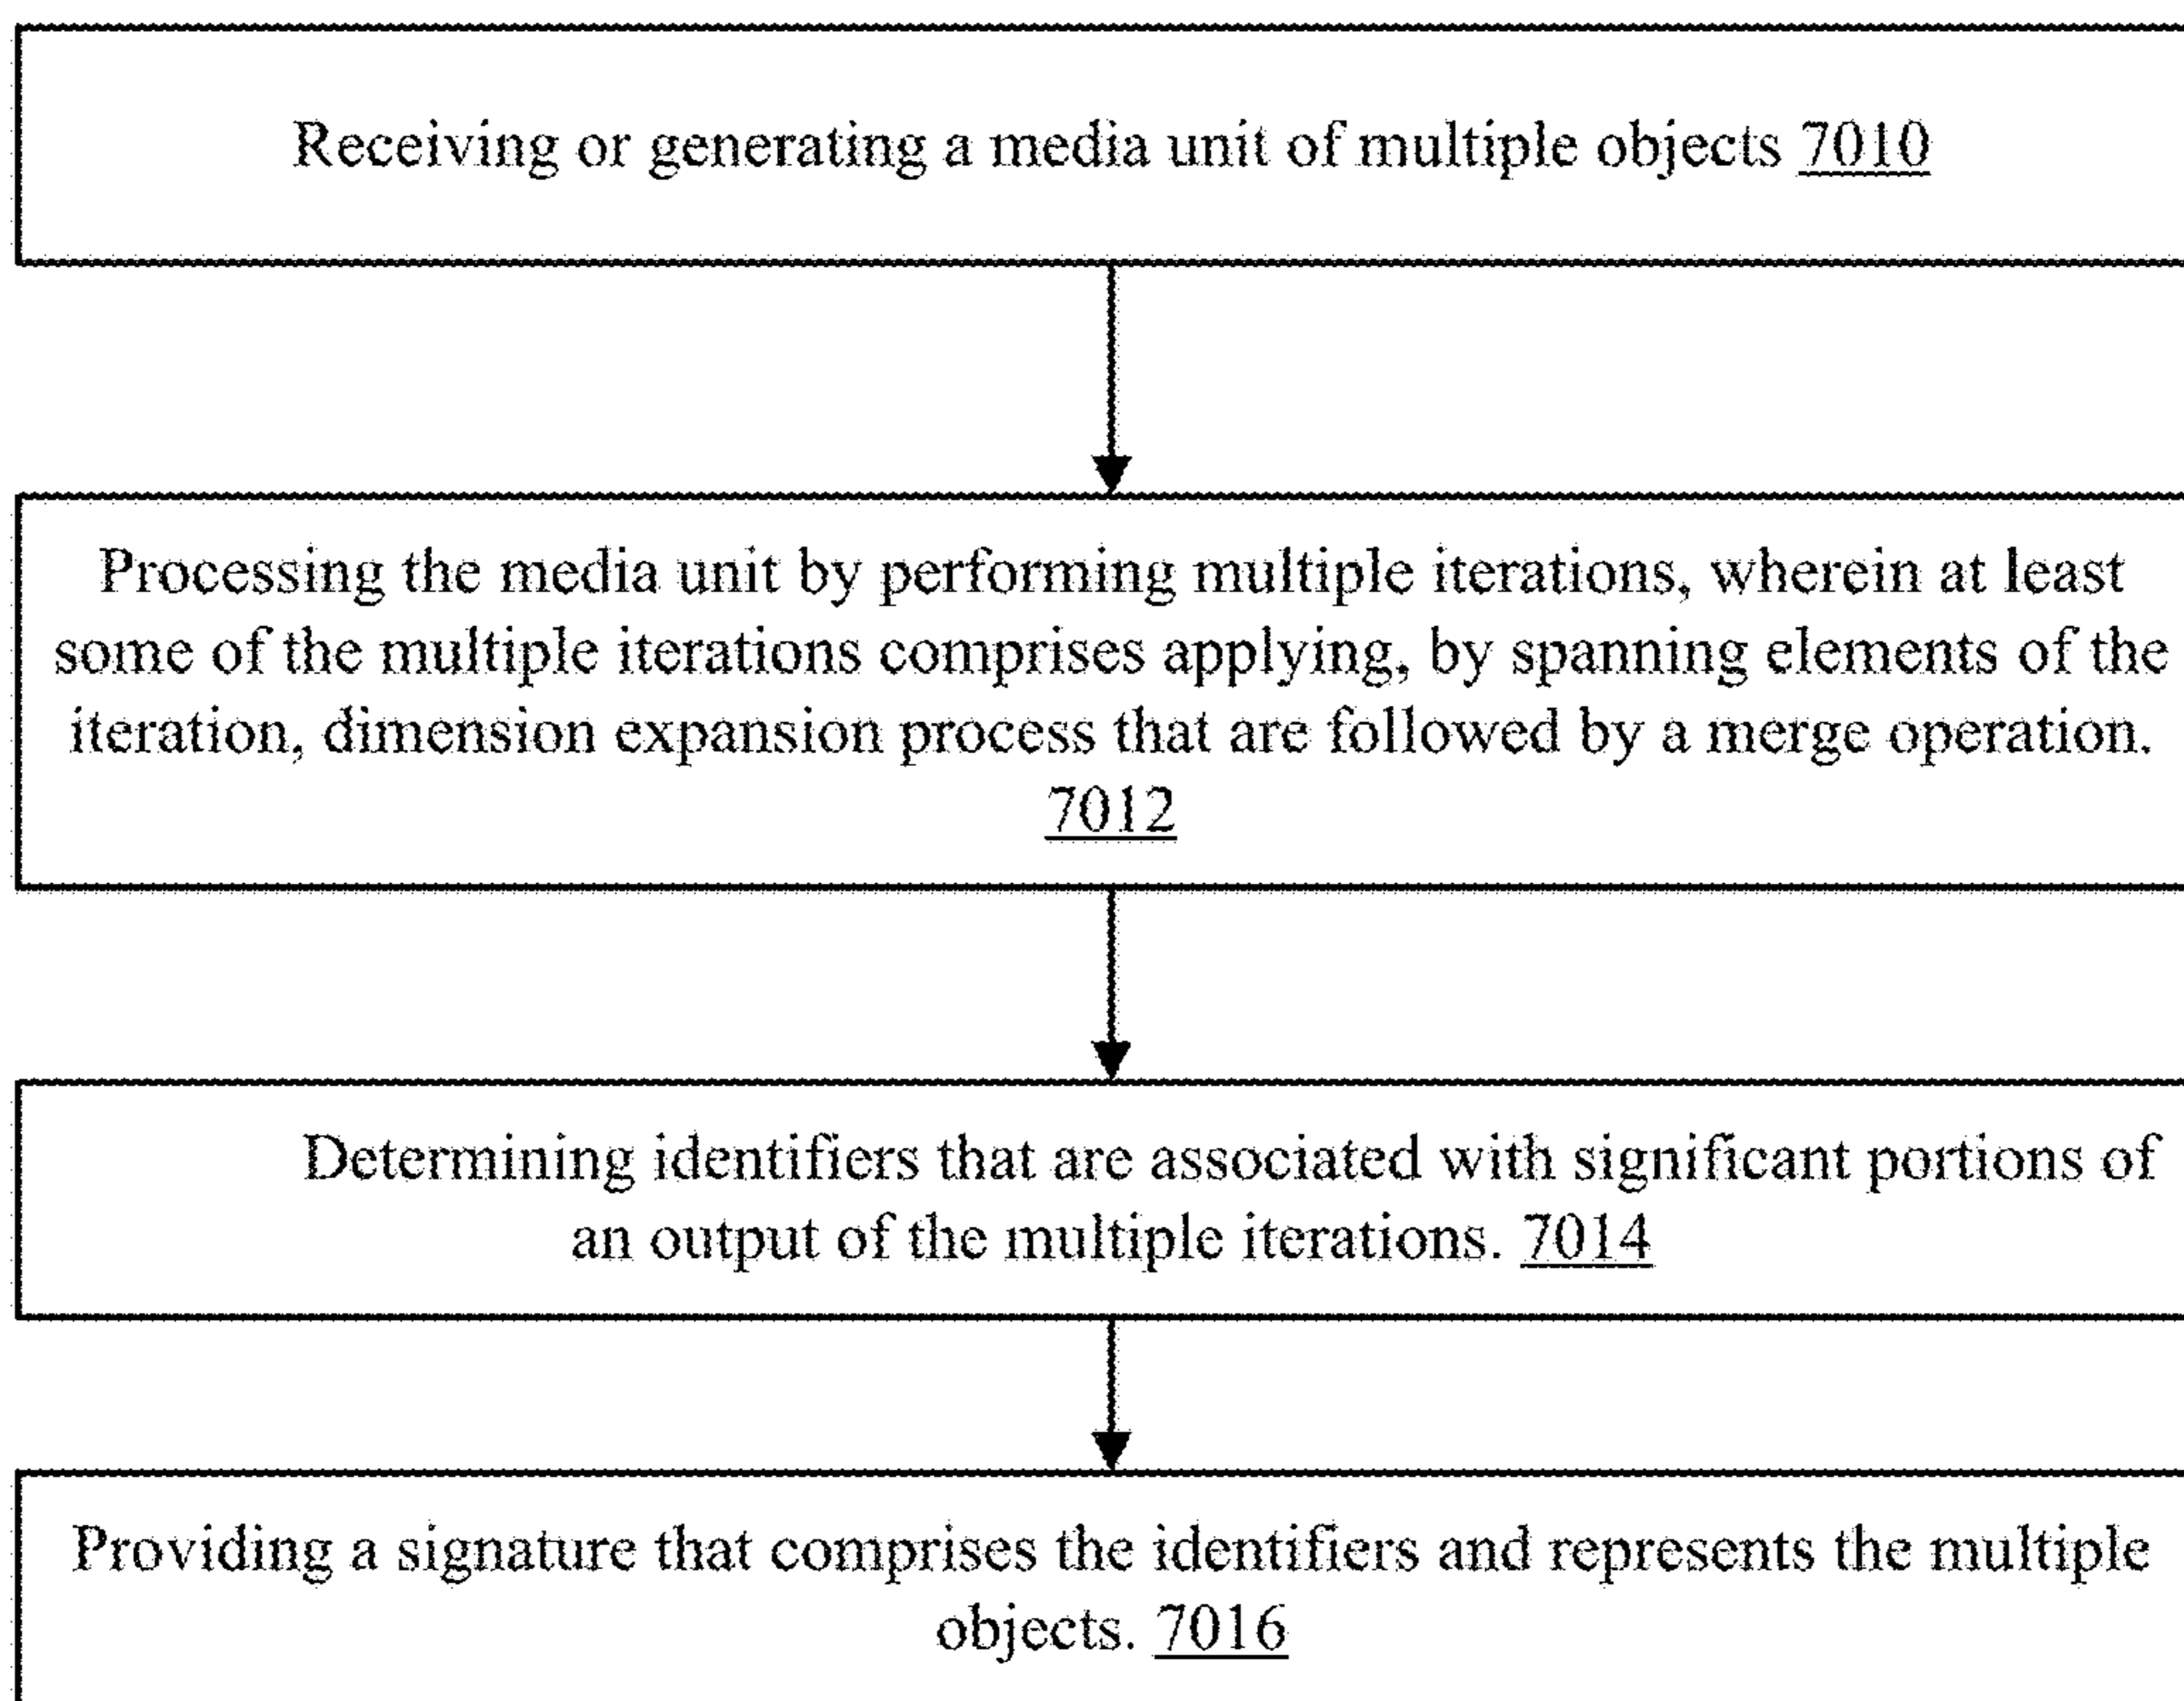 Receiving or generating a media unit of multiple objects 7010
Processing the media unit by performing multiple iterations, wherein at least
some of the multiple iterations comprises applying, by spanning elements of the
iteration, dimension expansion process that are followed by a merge operation.
7012
Determining identifiers that are associated with significant portions of
an output of the multiple iterations. 7014
Providing a signature that comprises the identifiers and represents the multiple
objects. 7016